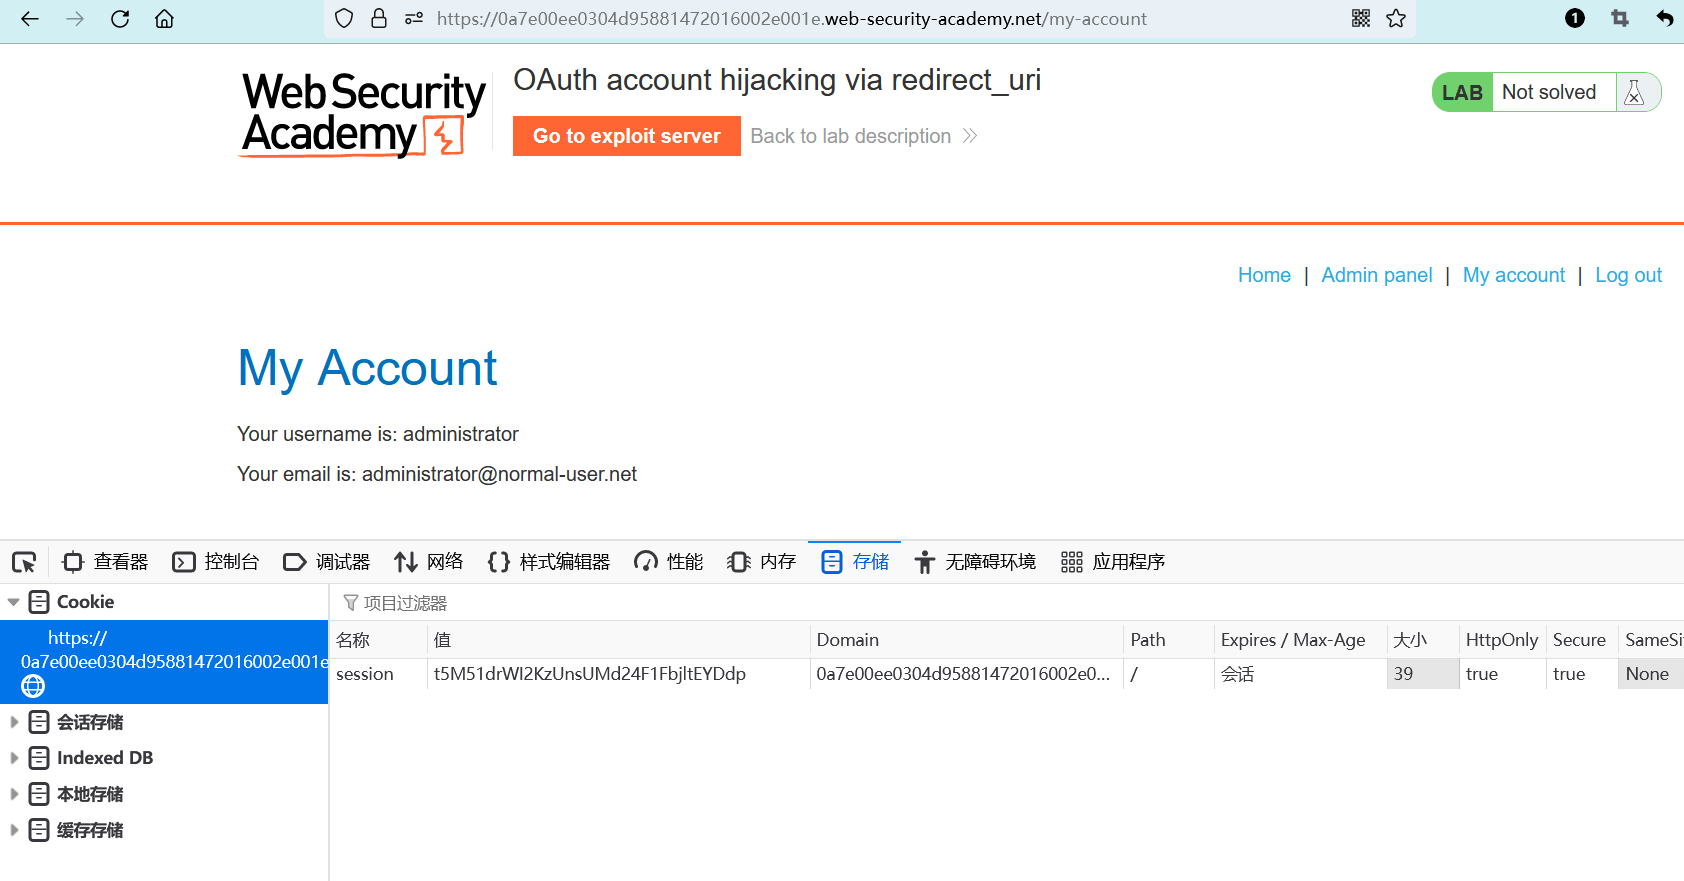 https://0a7e00ee0304d95881472016002e001e.web-security-academy.net/my-account
1
Web Security
Academy
OAuth account hijacking via redirect_uri
Go to exploit server
Back to lab description
LAB
Not solved
Home | Admin panel | My account | Log out
My Account
Your username is: administrator
Your email is: administrator@normal-user.net
查看器 控制台 调试器 网络 样式编辑器 性能 内存 存储 无障碍环境 应用程序
Cookie
https://
0a7e00ee0304d95881472016002e001e
会话存储
Indexed DB
本地存储
缓存存储
项目过滤器
名称 值 Domain Path Expires / Max-Age 大小 HttpOnly Secure SameSi
session t5M51drWl2KzUnsUMd24F1FbjltEYDdp 0a7e00ee0304d95881472016002e0... / 会话 39 true true None